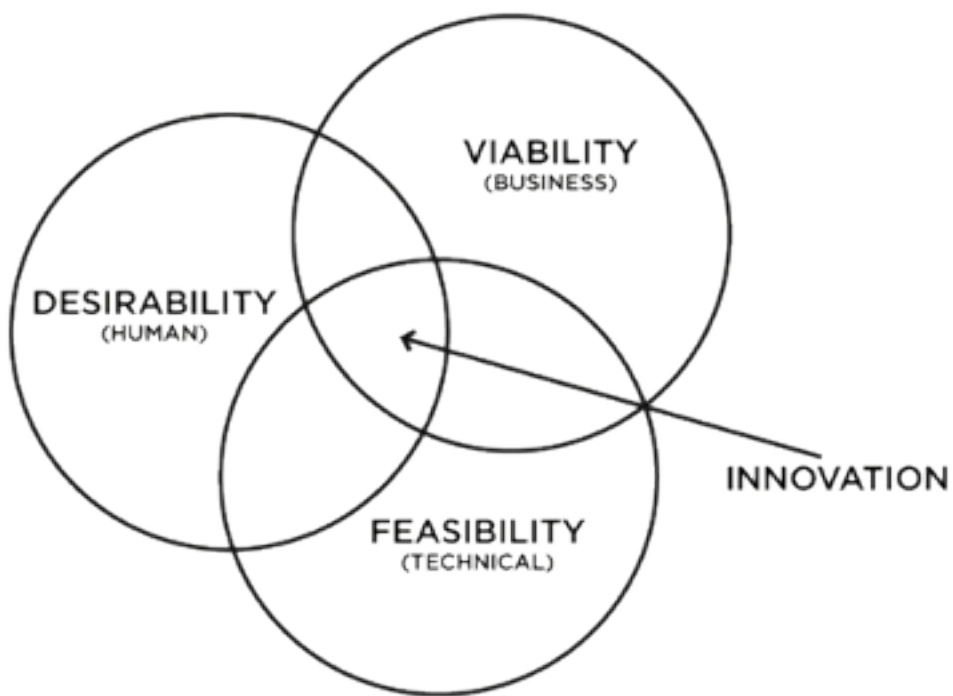 VIABILITY
(BUSINESS)
DESIRABILITY
(HUMAN)
INNOVATION
FEASIBILITY
(TECHNICAL)